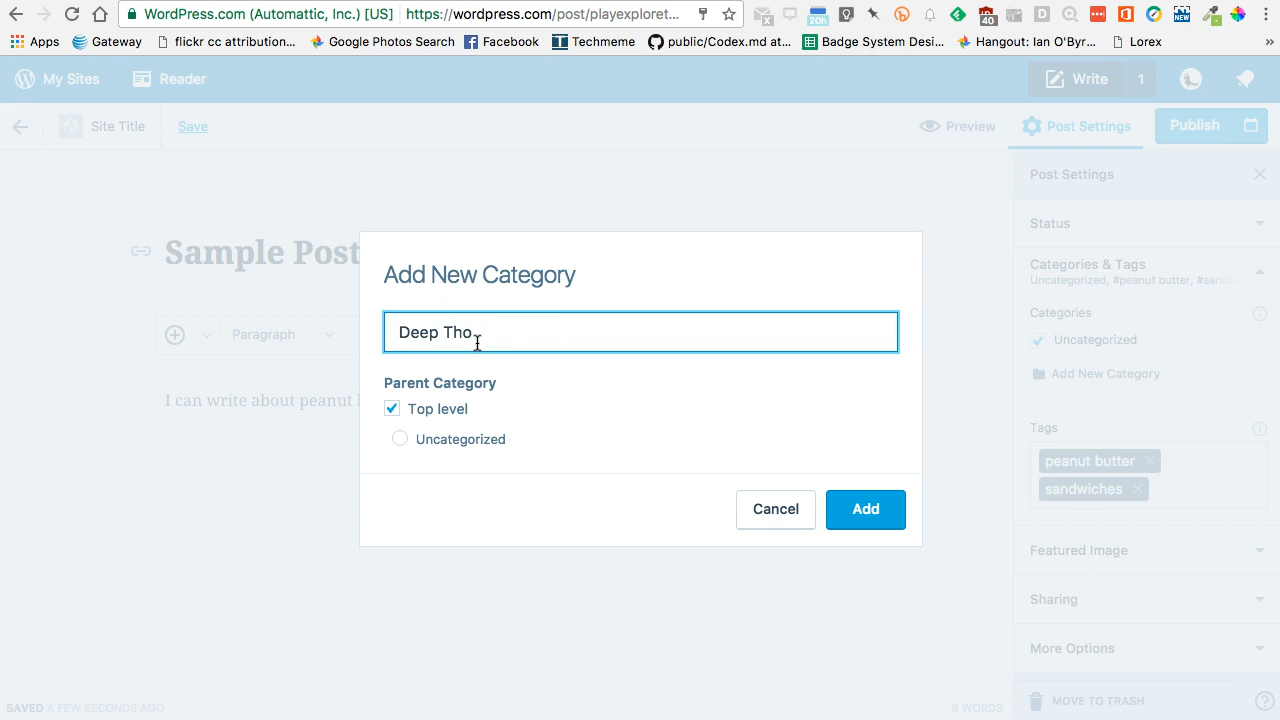 WordPress.com (Automattic, Inc.) [US] https://wordpress.com/post/playexploret...
20h 40 NEW
Apps Gateway flickr cc attribution... Google Photos Search Facebook Techmeme public/Codex.md at... Badge System Desi... Hangout: Ian O'Byr... Lorex »
My Sites Reader Write 1
Site Title Save Preview Post Settings Publish
Post Settings
Status
Sample Post
Categories & Tags
Uncategorized, #peanut butter, #sandw
Add New Category
Categories
Deep Tho
Uncategorized
Paragraph
Add New Category
Parent Category
I can write about peanut
Top level
Tags
Uncategorized
peanut butter
sandwiches
Cancel Add
Featured Image
Sharing
More Options
SAVED A FEW SECONDS AGO 9 WORDS MOVE TO TRASH